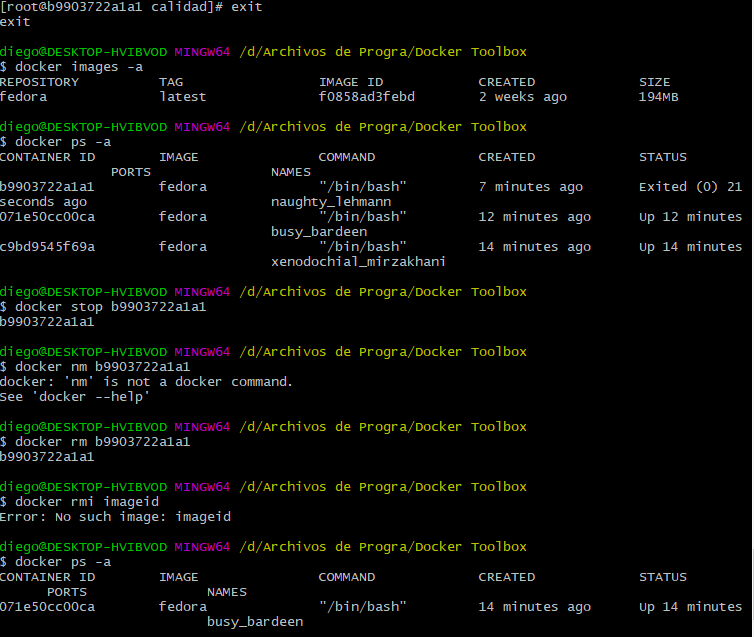 [root@b9903722a1a1 calidad]# exit
exit
diego@DESKTOP-HVIBVOD MINGW64 /d/Archivos de Progra/Docker Toolbox
$ docker images -a
REPOSITORY TAG IMAGE ID CREATED SIZE
fedora latest f0858ad3febd 2 weeks ago 194MB
diego@DESKTOP-HVIBVOD MINGW64 /d/Archivos de Progra/Docker Toolbox
$ docker ps -a
CONTAINER ID IMAGE COMMAND CREATED STATUS
PORTS NAMES
b9903722a1a1 fedora "/bin/bash" 7 minutes ago Exited (0) 21
seconds ago naughty_lehmann
071e50cc00ca fedora "/bin/bash" 12 minutes ago Up 12 minutes
busy_bardeen
c9bd9545f69a fedora "/bin/bash" 14 minutes ago Up 14 minutes
xenodochial_mirzakhani
diego@DESKTOP-HVIBVOD MINGW64 /d/Archivos de Progra/Docker Toolbox
$ docker stop b9903722a1a1
b9903722a1a1
diego@DESKTOP-HVIBVOD MINGW64 /d/Archivos de Progra/Docker Toolbox
$ docker nm b9903722a1a1
docker: 'nm' is not a docker command.
See 'docker --help'
diego@DESKTOP-HVIBVOD MINGW64 /d/Archivos de Progra/Docker Toolbox
$ docker rm b9903722a1a1
b9903722a1a1
diego@DESKTOP-HVIBVOD MINGW64 /d/Archivos de Progra/Docker Toolbox
$ docker rmi imageid
Error: No such image: imageid
diego@DESKTOP-HVIBVOD MINGW64 /d/Archivos de Progra/Docker Toolbox
$ docker ps -a
CONTAINER ID IMAGE COMMAND CREATED STATUS
PORTS NAMES
071e50cc00ca fedora "/bin/bash" 14 minutes ago Up 14 minutes
busy_bardeen